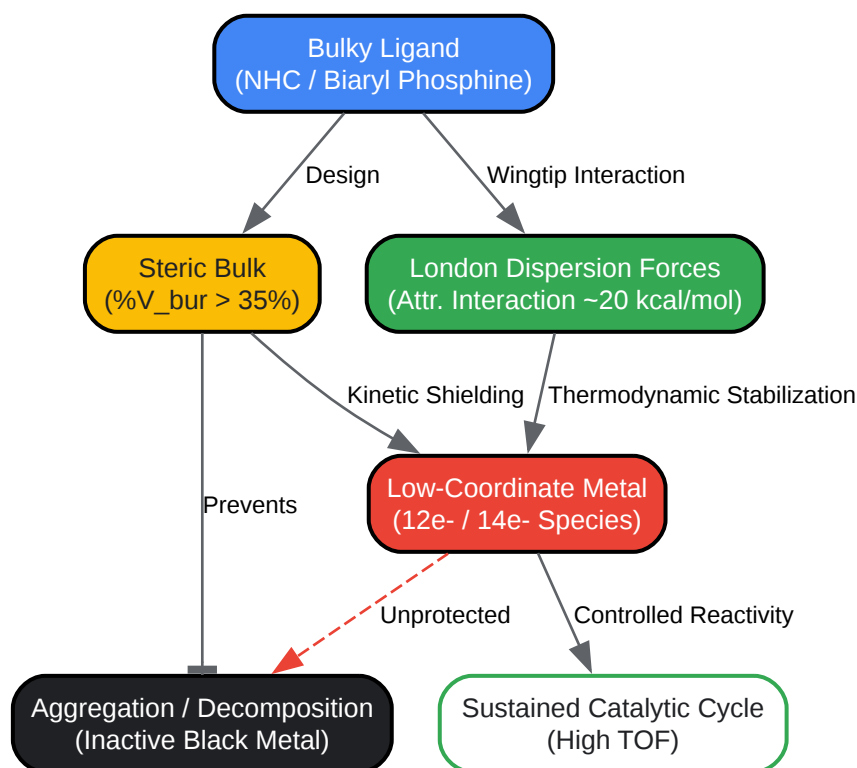 Bulky Ligand
(NHC / Biaryl Phosphine)
Design
Wingtip Interaction
Steric Bulk
(%V_bur > 35%)
London Dispersion Forces
(Attr. Interaction ~20 kcal/mol)
Kinetic Shielding
Thermodynamic Stabilization
Low-Coordinate Metal
(12e- / 14e- Species)
Prevents
Unprotected
Controlled Reactivity
Aggregation / Decomposition
(Inactive Black Metal)
Sustained Catalytic Cycle
(High TOF)